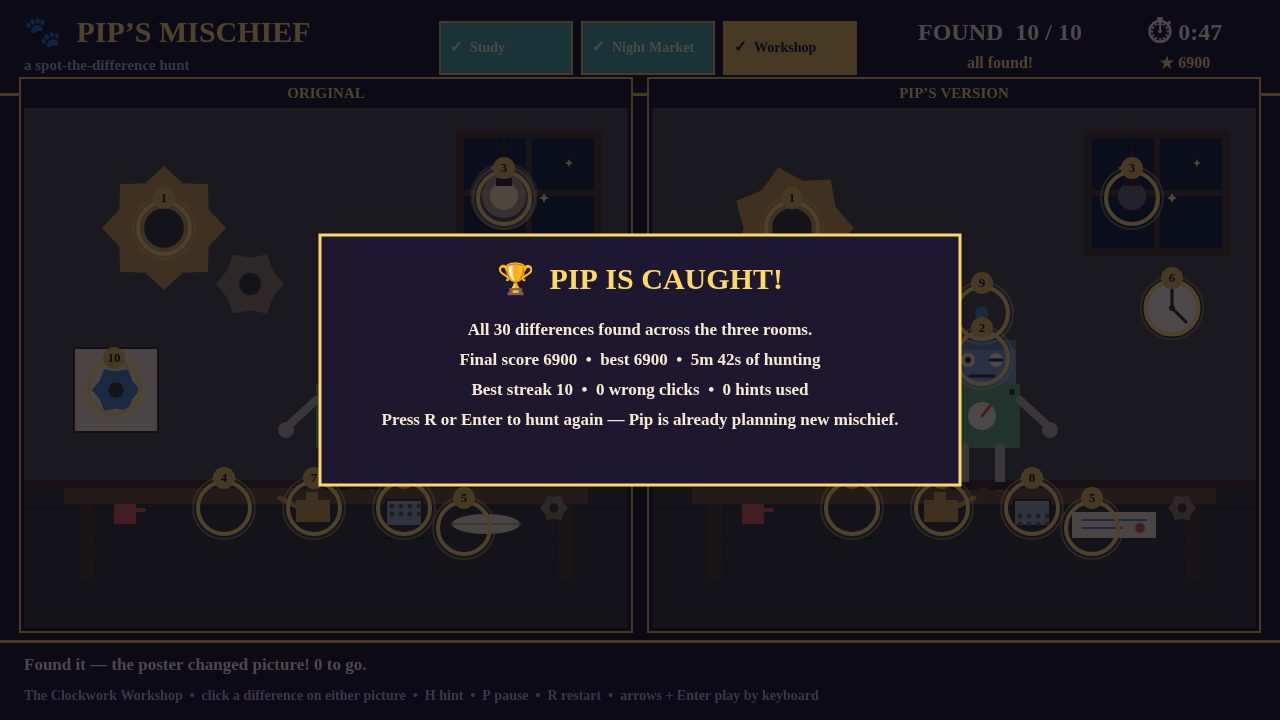 PIP’S MISCHIEF
a spot-the-difference hunt
✓ Study
✓ Night Market
✓ Workshop
FOUND 10 / 10
all found!
⏱ 0:47
★ 6900
ORIGINAL
PIP’S VERSION
1
3
10
4
7
5
1
3
9
2
6
8
5
🏆 PIP IS CAUGHT!
All 30 differences found across the three rooms.
Final score 6900 • best 6900 • 5m 42s of hunting
Best streak 10 • 0 wrong clicks • 0 hints used
Press R or Enter to hunt again — Pip is already planning new mischief.
Found it — the poster changed picture! 0 to go.
The Clockwork Workshop • click a difference on either picture • H hint • P pause • R restart • arrows + Enter play by keyboard